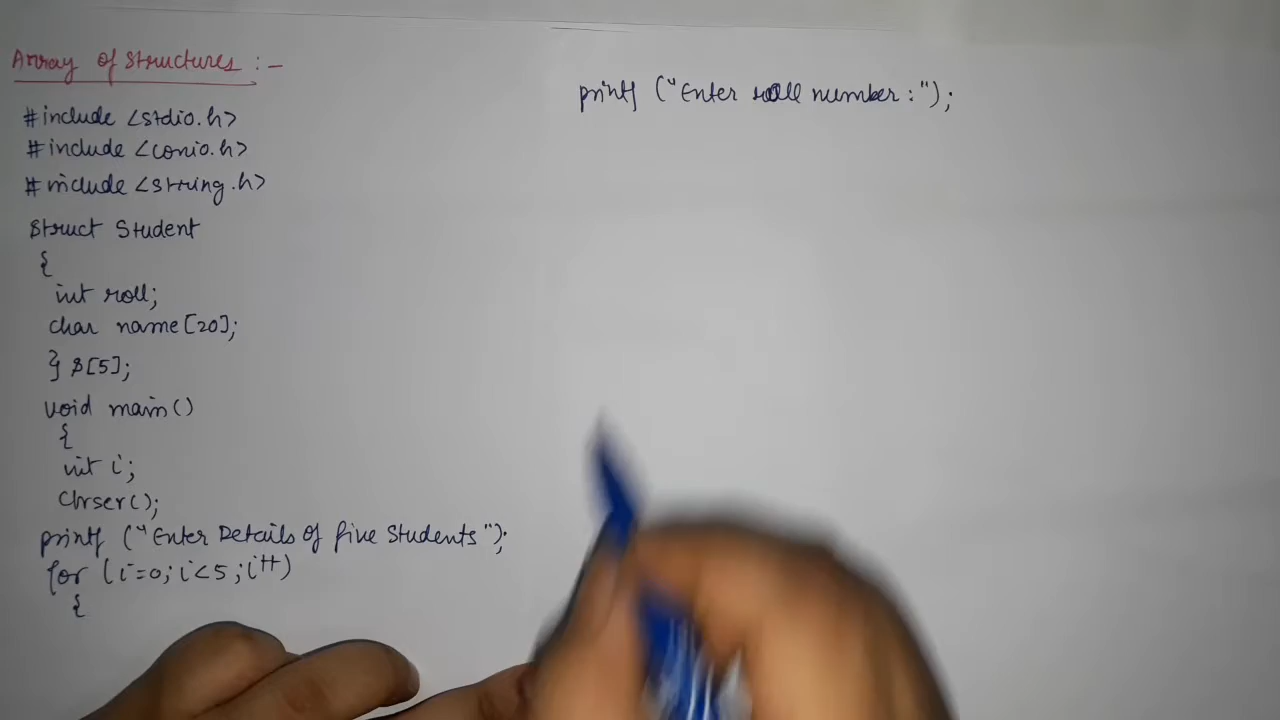 Array of Structures :-
#include <stdio.h>
#include <conio.h>
#include <string.h>
Struct Student
{
int roll;
char name[20];
} S[5];
void main()
{
int i;
Clrser();
printf ("Enter Details of five Students");
for (i=0;i<5;i++)
{
printf ("Enter roll number :");